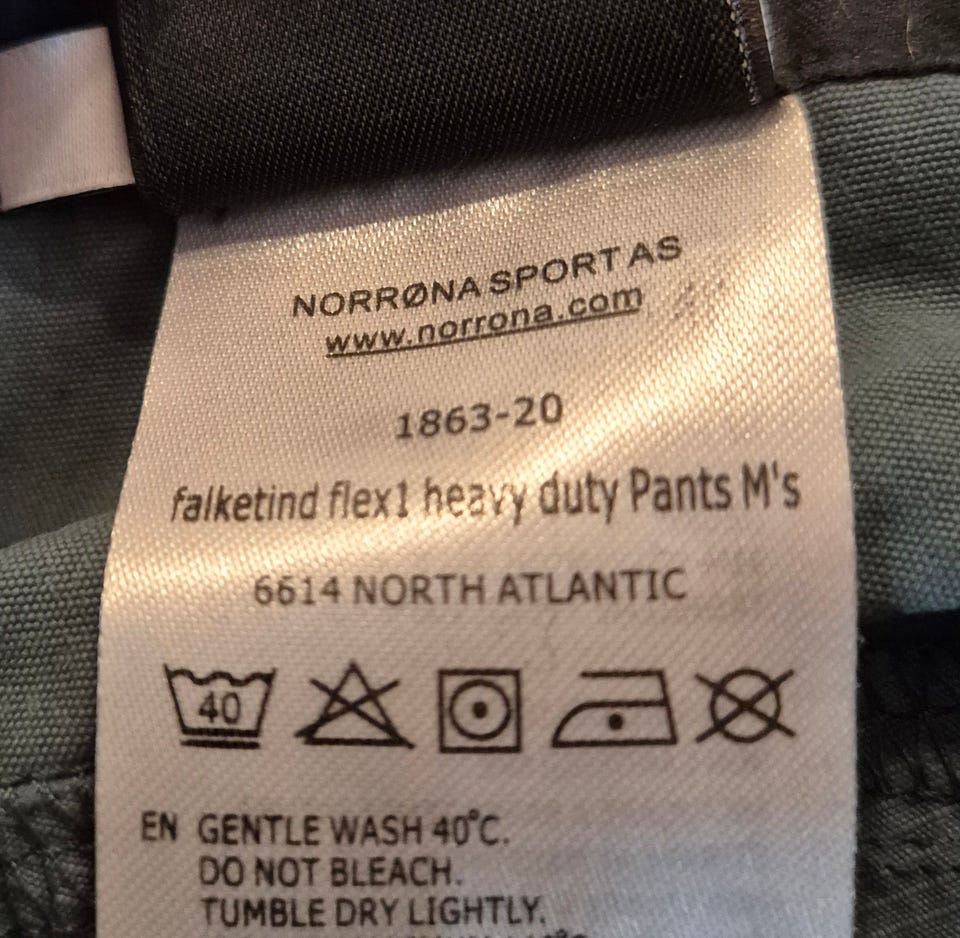 NORRØNA SPORT AS
www.norrona.com
1863-20
falketind flex1 heavy duty Pants M's
6614 NORTH ATLANTIC
40
EN GENTLE WASH 40°C.
DO NOT BLEACH.
TUMBLE DRY LIGHTLY.